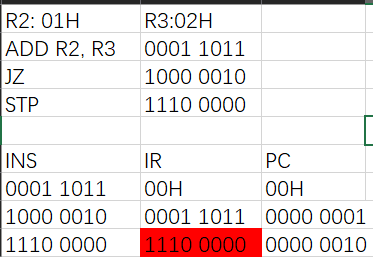 R2: 01H R3:02H
ADD R2, R3 0001 1011
JZ 1000 0010
STP 1110 0000
INS IR PC
0001 1011 00H 00H
1000 0010 0001 1011 0000 0001
1110 0000 1110 0000 0000 0010